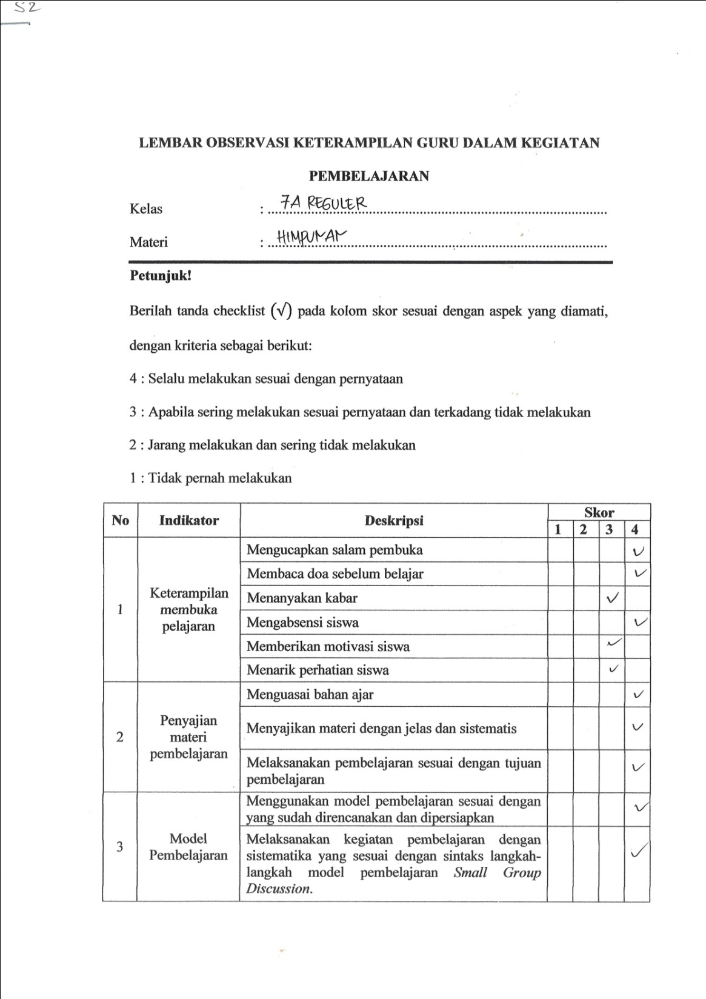 52
LEMBAR OBSERVASI KETERAMPILAN GURU DALAM KEGIATAN
PEMBELAJARAN
Kelas : 7A REGULER
Materi : HIMPUNAN
Petunjuk!
Berilah tanda checklist (√) pada kolom skor sesuai dengan aspek yang diamati,
dengan kriteria sebagai berikut:
4 : Selalu melakukan sesuai dengan pernyataan
3 : Apabila sering melakukan sesuai pernyataan dan terkadang tidak melakukan
2 : Jarang melakukan dan sering tidak melakukan
1 : Tidak pernah melakukan
No Indikator Deskripsi Skor
1 2 3 4
1 Keterampilan membuka pelajaran
Mengucapkan salam pembuka ✓
Membaca doa sebelum belajar ✓
Menanyakan kabar ✓
Mengabsensi siswa ✓
Memberikan motivasi siswa ✓
Menarik perhatian siswa ✓
2 Penyajian materi pembelajaran
Menguasai bahan ajar ✓
Menyajikan materi dengan jelas dan sistematis ✓
Melaksanakan pembelajaran sesuai dengan tujuan
pembelajaran ✓
3 Model Pembelajaran
Menggunakan model pembelajaran sesuai dengan
yang sudah direncanakan dan dipersiapkan ✓
Melaksanakan kegiatan pembelajaran dengan
sistematika yang sesuai dengan sintaks langkah-
langkah model pembelajaran Small Group
Discussion. ✓